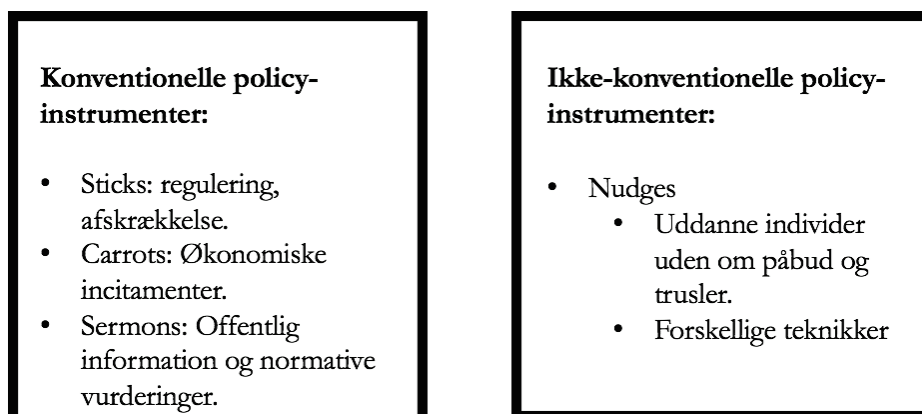 Konventionelle policy-
instrumenter:
• Sticks: regulering,
afskrækkelse.
• Carrots: Økonomiske
incitamenter.
• Sermons: Offentlig
information og normative
vurderinger.
Ikke-konventionelle policy-
instrumenter:
• Nudges
• Uddanne individer
uden om påbud og
trusler.
• Forskellige teknikker